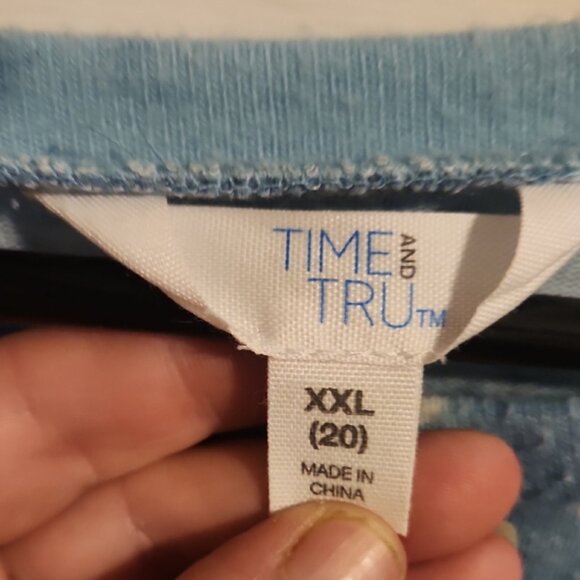 TIME AND
TRU™
XXL
(20)
MADE IN
CHINA